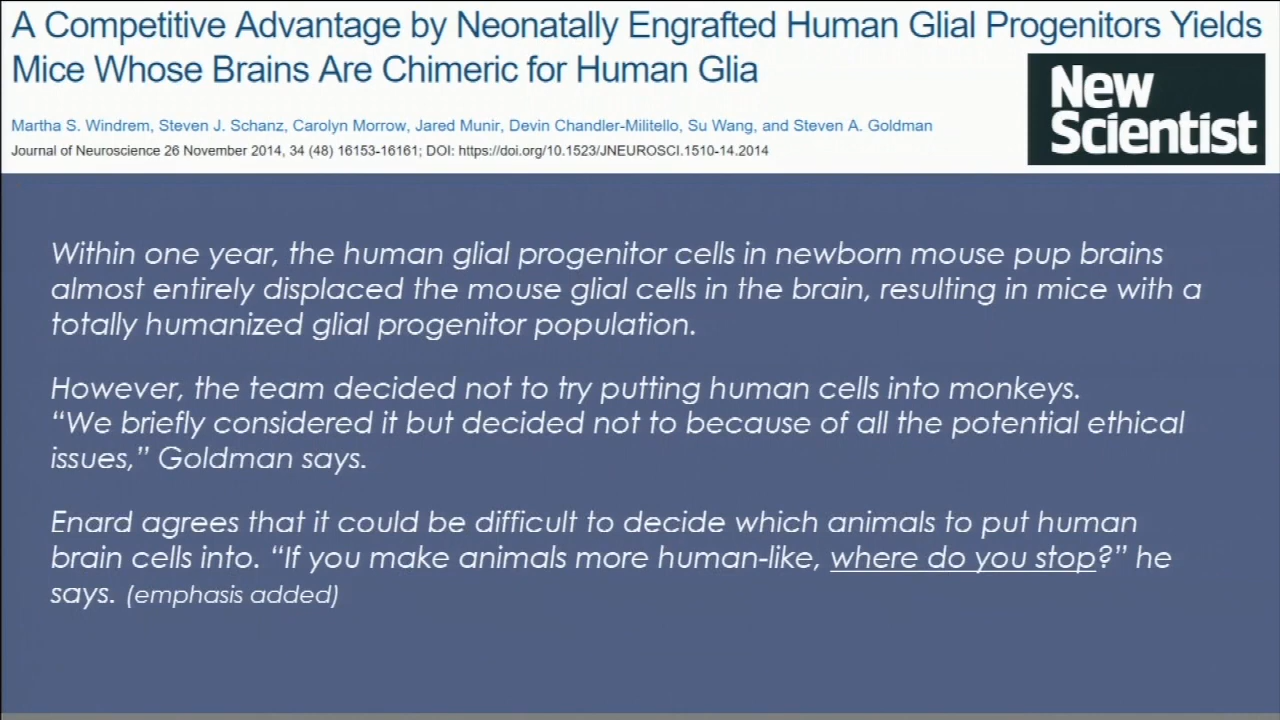 A Competitive Advantage by Neonatally Engrafted Human Glial Progenitors Yields
Mice Whose Brains Are Chimeric for Human Glia
New
Scientist
Martha S. Windrem, Steven J. Schanz, Carolyn Morrow, Jared Munir, Devin Chandler-Militello, Su Wang, and Steven A. Goldman
Journal of Neuroscience 26 November 2014, 34 (48) 16153-16161; DOI: https://doi.org/10.1523/JNEUROSCI.1510-14.2014
Within one year, the human glial progenitor cells in newborn mouse pup brains
almost entirely displaced the mouse glial cells in the brain, resulting in mice with a
totally humanized glial progenitor population.
However, the team decided not to try putting human cells into monkeys.
“We briefly considered it but decided not to because of all the potential ethical
issues,” Goldman says.
Enard agrees that it could be difficult to decide which animals to put human
brain cells into. “If you make animals more human-like, where do you stop?” he
says. (emphasis added)